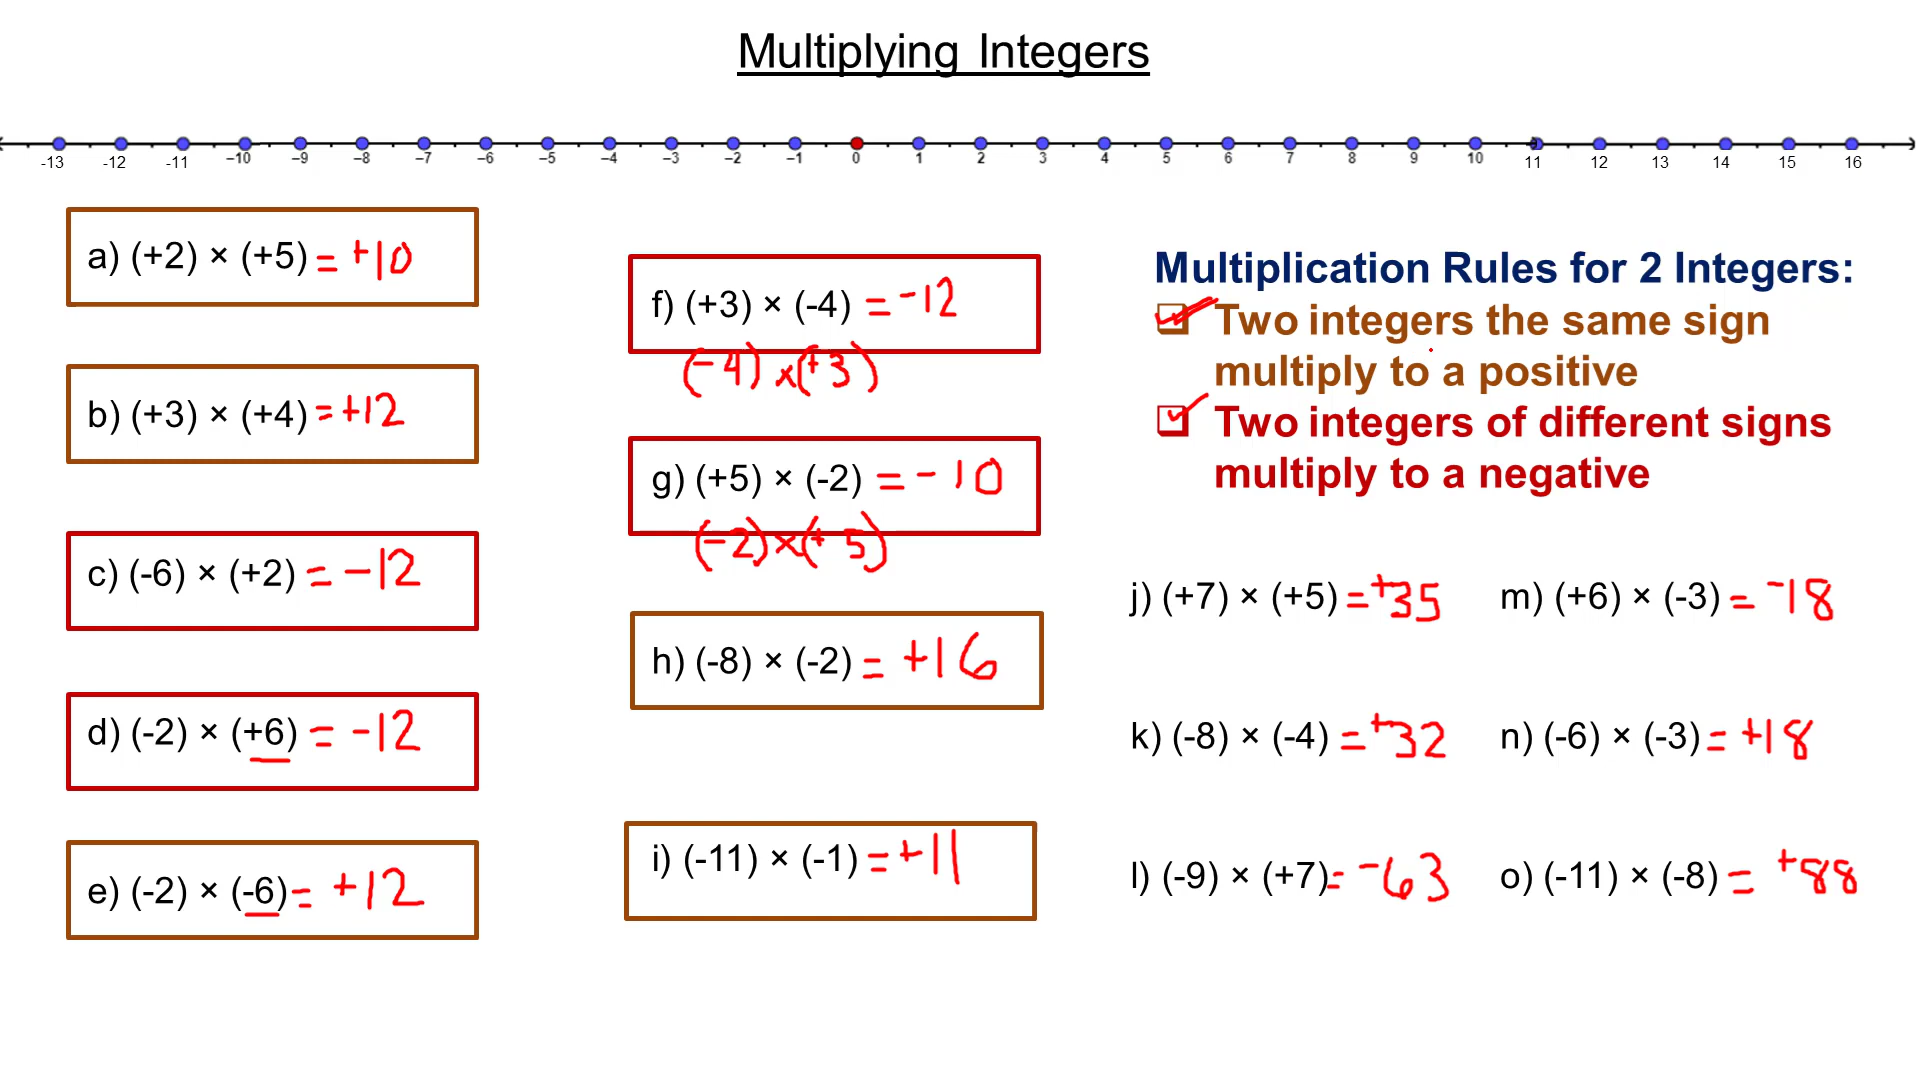 Multiplying Integers
-13 -12 -11 −10 −9 −8 −7 −6 −5 −4 −3 −2 −1 0 1 2 3 4 5 6 7 8 9 10 11 12 13 14 15 16
a) (+2) × (+5) = +10
b) (+3) × (+4) = +12
c) (-6) × (+2) = -12
d) (-2) × (+6) = -12
e) (-2) × (-6) = +12
f) (+3) × (-4) = -12
(-4) × (+3)
g) (+5) × (-2) = -10
(-2) × (+5)
h) (-8) × (-2) = +16
i) (-11) × (-1) = +11
Multiplication Rules for 2 Integers:
Two integers the same sign
multiply to a positive
Two integers of different signs
multiply to a negative
j) (+7) × (+5) = +35
k) (-8) × (-4) = +32
l) (-9) × (+7) = -63
m) (+6) × (-3) = -18
n) (-6) × (-3) = +18
o) (-11) × (-8) = +88